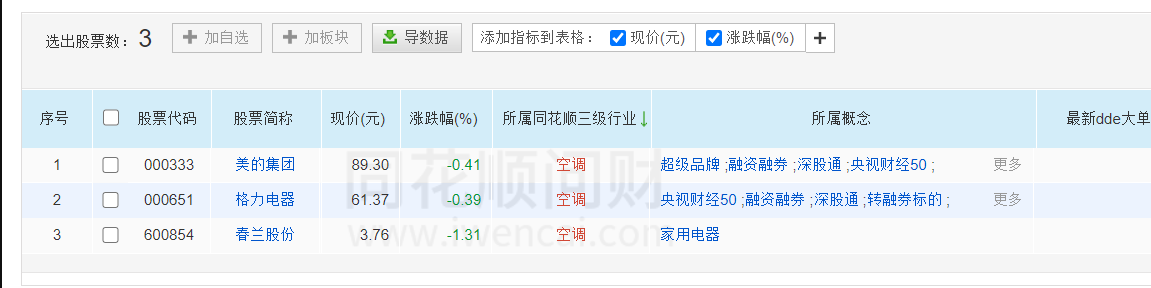 选出股票数： 3 加自选 加板块 导数据 添加指标到表格： 现价(元) 涨跌幅(%) +
序号 股票代码 股票简称 现价(元) 涨跌幅(%) 所属同花顺三级行业↓ 所属概念 最新dde大单
1 000333 美的集团 89.30 -0.41 空调 超级品牌 ;融资融券 ;深股通 ;央视财经50 ; 更多
2 000651 格力电器 61.37 -0.39 空调 央视财经50 ;融资融券 ;深股通 ;转融券标的 ; 更多
3 600854 春兰股份 3.76 -1.31 空调 家用电器
同花顺问财
www.iwencai.com